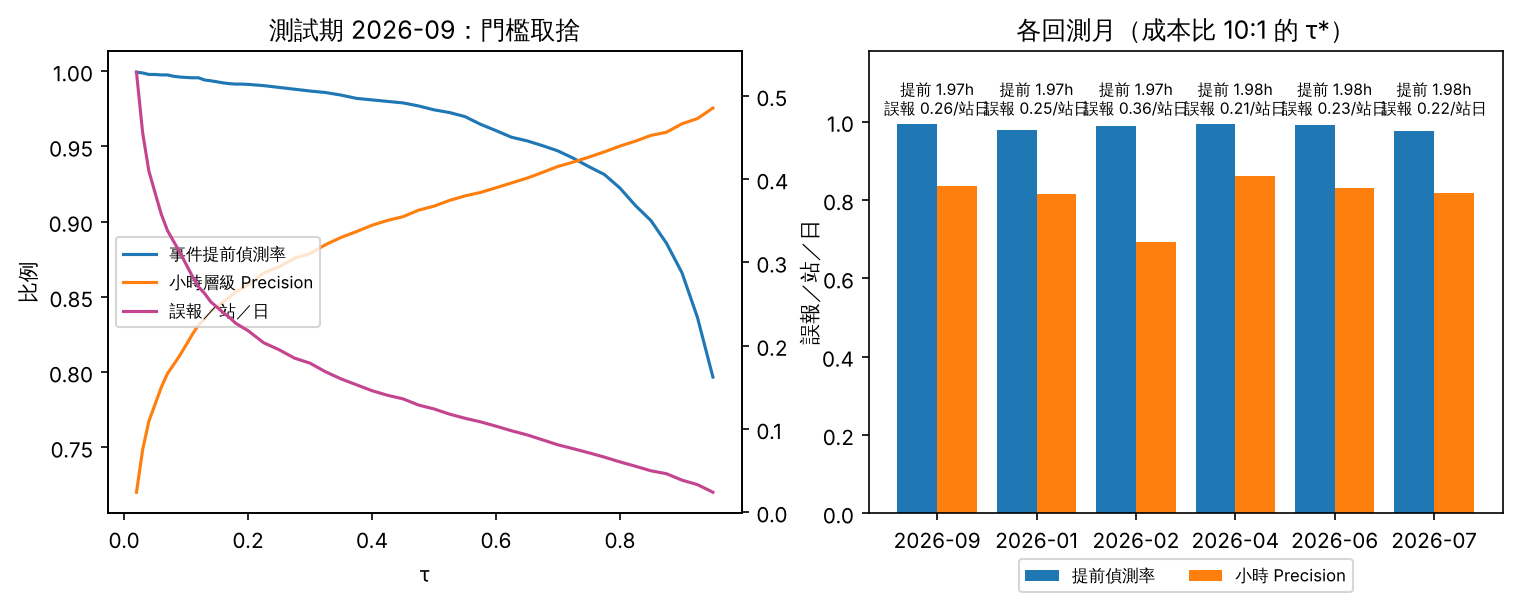 測試期 2026-09：門檻取捨
比例
1.00
0.95
0.90
0.85
0.80
0.75
事件提前偵測率
小時層級 Precision
誤報／站／日
0.0 0.2 0.4 0.6 0.8
τ
0.5
0.4
0.3
0.2
0.1
0.0
誤報／站／日
各回測月（成本比 10:1 的 τ*）
提前 1.97h 提前 1.97h 提前 1.97h 提前 1.98h 提前 1.98h 提前 1.98h
誤報 0.26/站日 誤報 0.25/站日 誤報 0.36/站日 誤報 0.21/站日 誤報 0.23/站日 誤報 0.22/站日
1.0
0.8
0.6
0.4
0.2
0.0
2026-09 2026-01 2026-02 2026-04 2026-06 2026-07
提前偵測率 小時 Precision